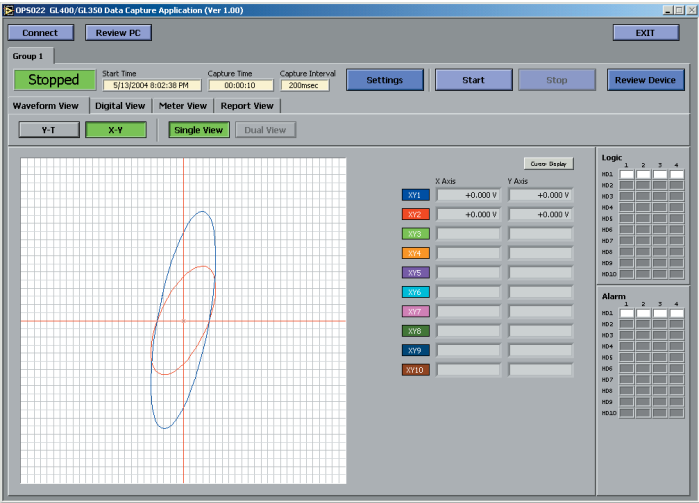 OPS022 GL400/GL350 Data Capture Application (Ver 1.00)
Connect Review PC EXIT
Group 1
Stopped Start Time 5/13/2004 8:02:38 PM Capture Time 00:00:10 Capture Interval 200msec Settings Start Stop Review Device
Waveform View Digital View Meter View Report View
Y-T X-Y Single View Dual View
Cursor Display
X Axis Y Axis
XY1 +0.000 V +0.000 V
XY2 +0.000 V +0.000 V
XY3
XY4
XY5
XY6
XY7
XY8
XY9
XY10
Logic
1 2 3 4
HD1
HD2
HD3
HD4
HD5
HD6
HD7
HD8
HD9
HD10
Alarm
1 2 3 4
HD1
HD2
HD3
HD4
HD5
HD6
HD7
HD8
HD9
HD10